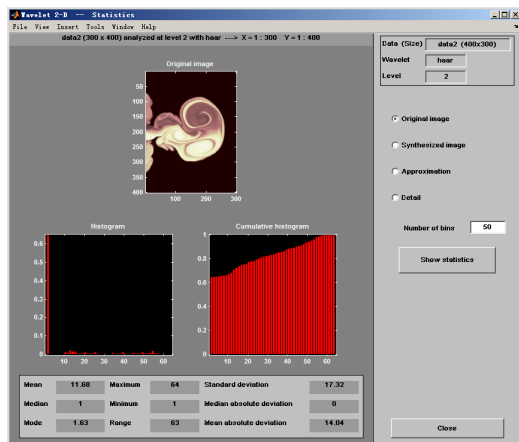 Wavelet 2-D -- Statistics
File View Insert Tools Window Help
data2 (300 x 400) analyzed at level 2 with haar ---> X = 1 : 300 Y = 1 : 400
Data (Size) data2 (400x300)
Wavelet haar
Level 2
Original image
50
100
150
200
250
300
350
400
100 200 300
Original image
Synthesized image
Approximation
Detail
Number of bins 50
Show statistics
Histogram
0.6
0.5
0.4
0.3
0.2
0.1
0
10 20 30 40 50 60
Cumulative histogram
1
0.8
0.6
0.4
0.2
0
10 20 30 40 50 60
Mean 11.68 Maximum 64 Standard deviation 17.32
Median 1 Minimum 1 Median absolute deviation 0
Mode 1.63 Range 63 Mean absolute deviation 14.04
Close